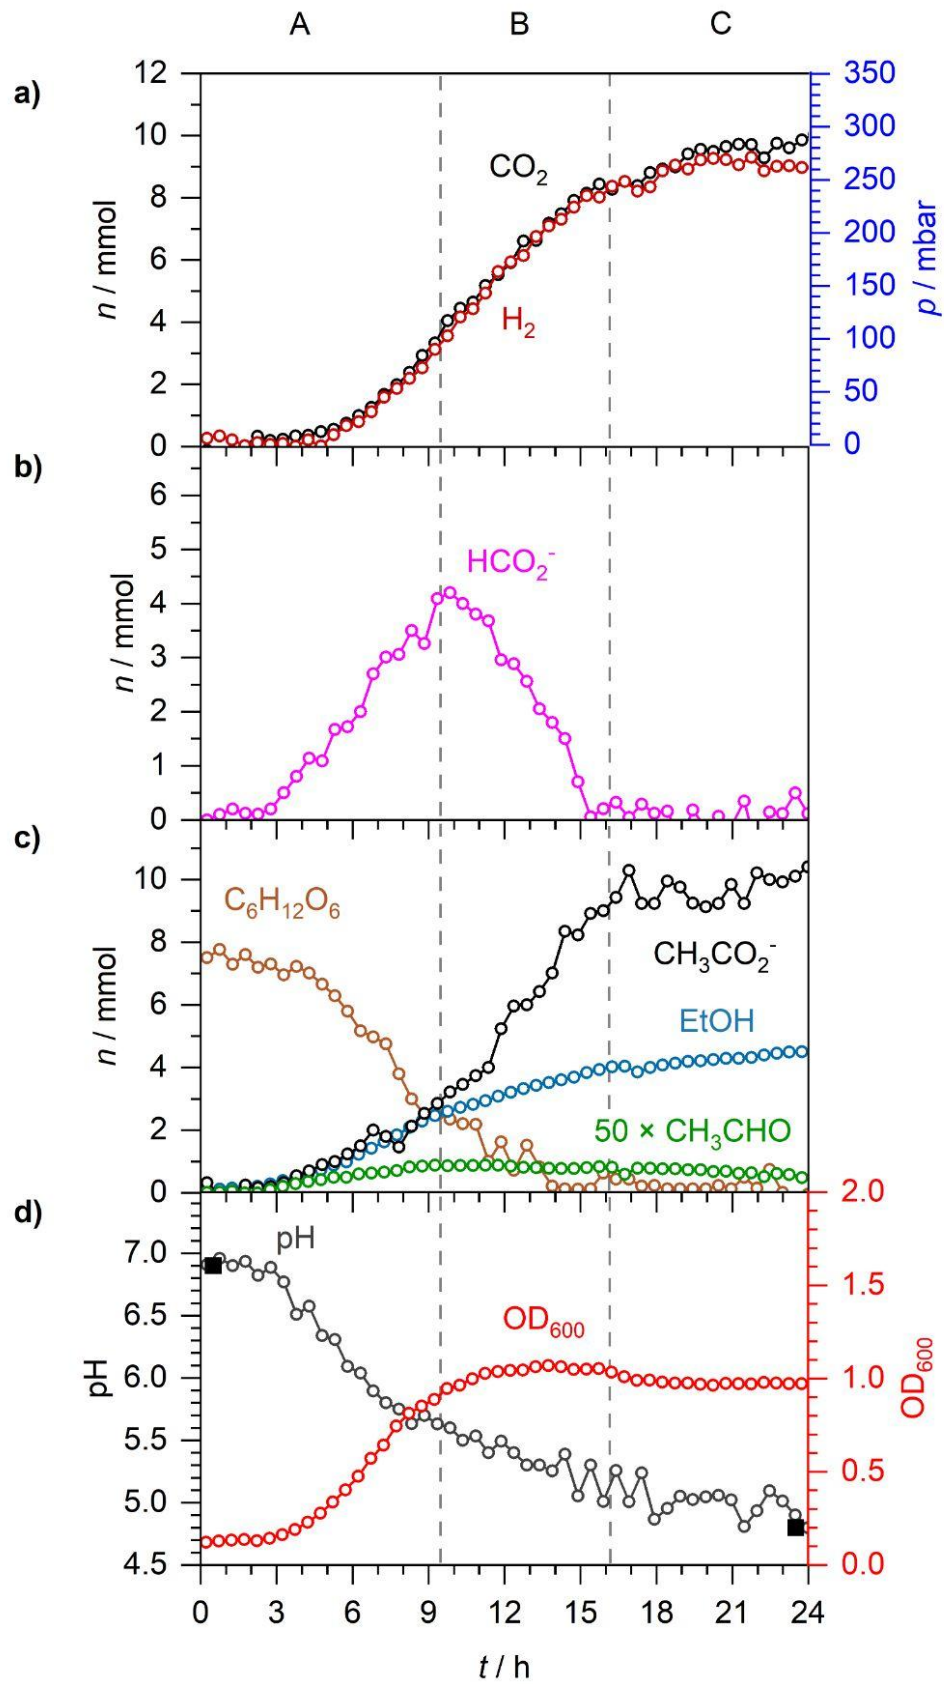 A B C
a)
12
10
8
6
4
2
0
n / mmol
CO₂
H₂
350
300
250
200
150
100
50
0
p / mbar
b)
6
5
4
3
2
1
0
n / mmol
HCO₂⁻
c)
10
8
6
4
2
0
n / mmol
C₆H₁₂O₆
CH₃CO₂⁻
EtOH
50 × CH₃CHO
d)
7.0
6.5
6.0
5.5
5.0
4.5
pH
pH
OD₆₀₀
2.0
1.5
1.0
0.5
0.0
OD₆₀₀
0 3 6 9 12 15 18 21 24
t / h